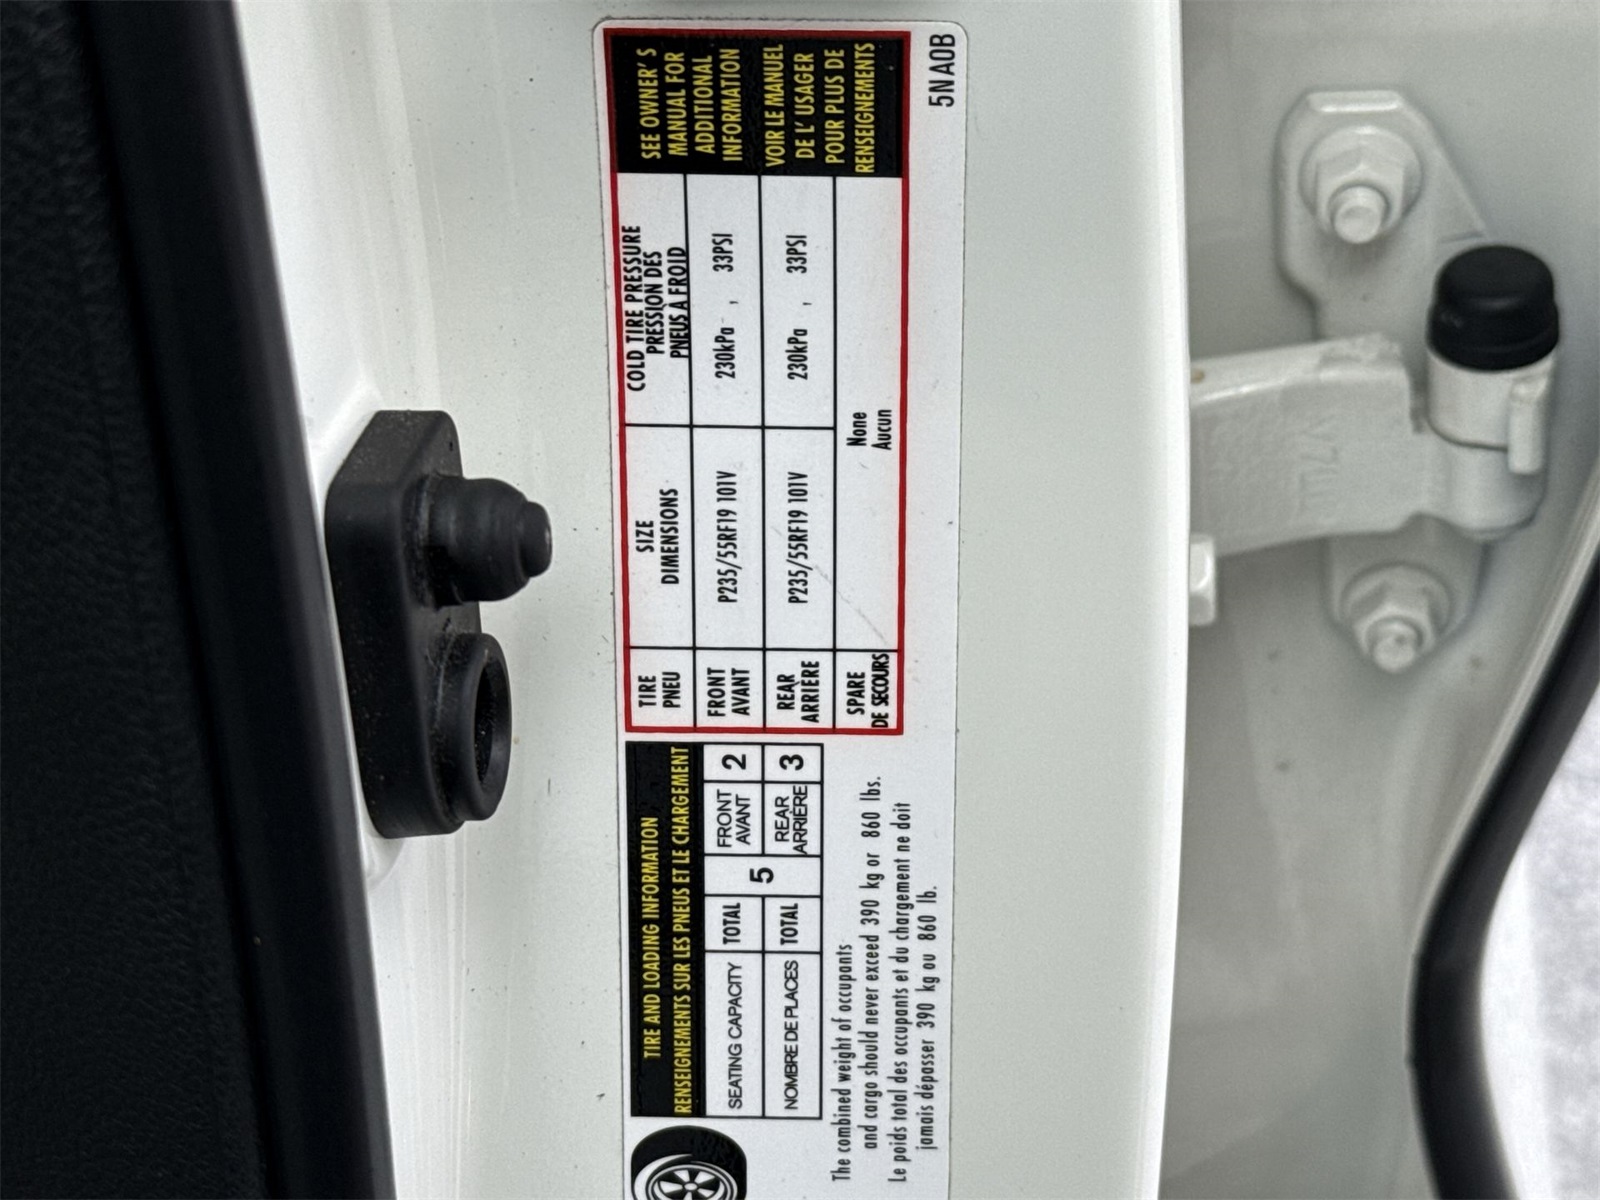 TIRE AND LOADING INFORMATION
RENSEIGNEMENTS SUR LES PNEUS ET LE CHARGEMENT
SEATING CAPACITY TOTAL 5 FRONT AVANT 2
NOMBRE DE PLACES TOTAL REAR ARRIÈRE 3
The combined weight of occupants
and cargo should never exceed 390 kg or 860 lbs.
Le poids total des occupants et du chargement ne doit
jamais dépasser 390 kg ou 860 lb.
TIRE
PNEU
SIZE
DIMENSIONS
COLD TIRE PRESSURE
PRESSION DES
PNEUS À FROID
FRONT
AVANT
P235/55RF19 101V
230kPa , 33PSI
REAR
ARRIERE
P235/55RF19 101V
230kPa , 33PSI
SPARE
DE SECOURS
None
Aucun
SEE OWNER'S
MANUAL FOR
ADDITIONAL
INFORMATION
VOIR LE MANUEL
DE L'USAGER
POUR PLUS DE
RENSEIGNEMENTS
5NA0B